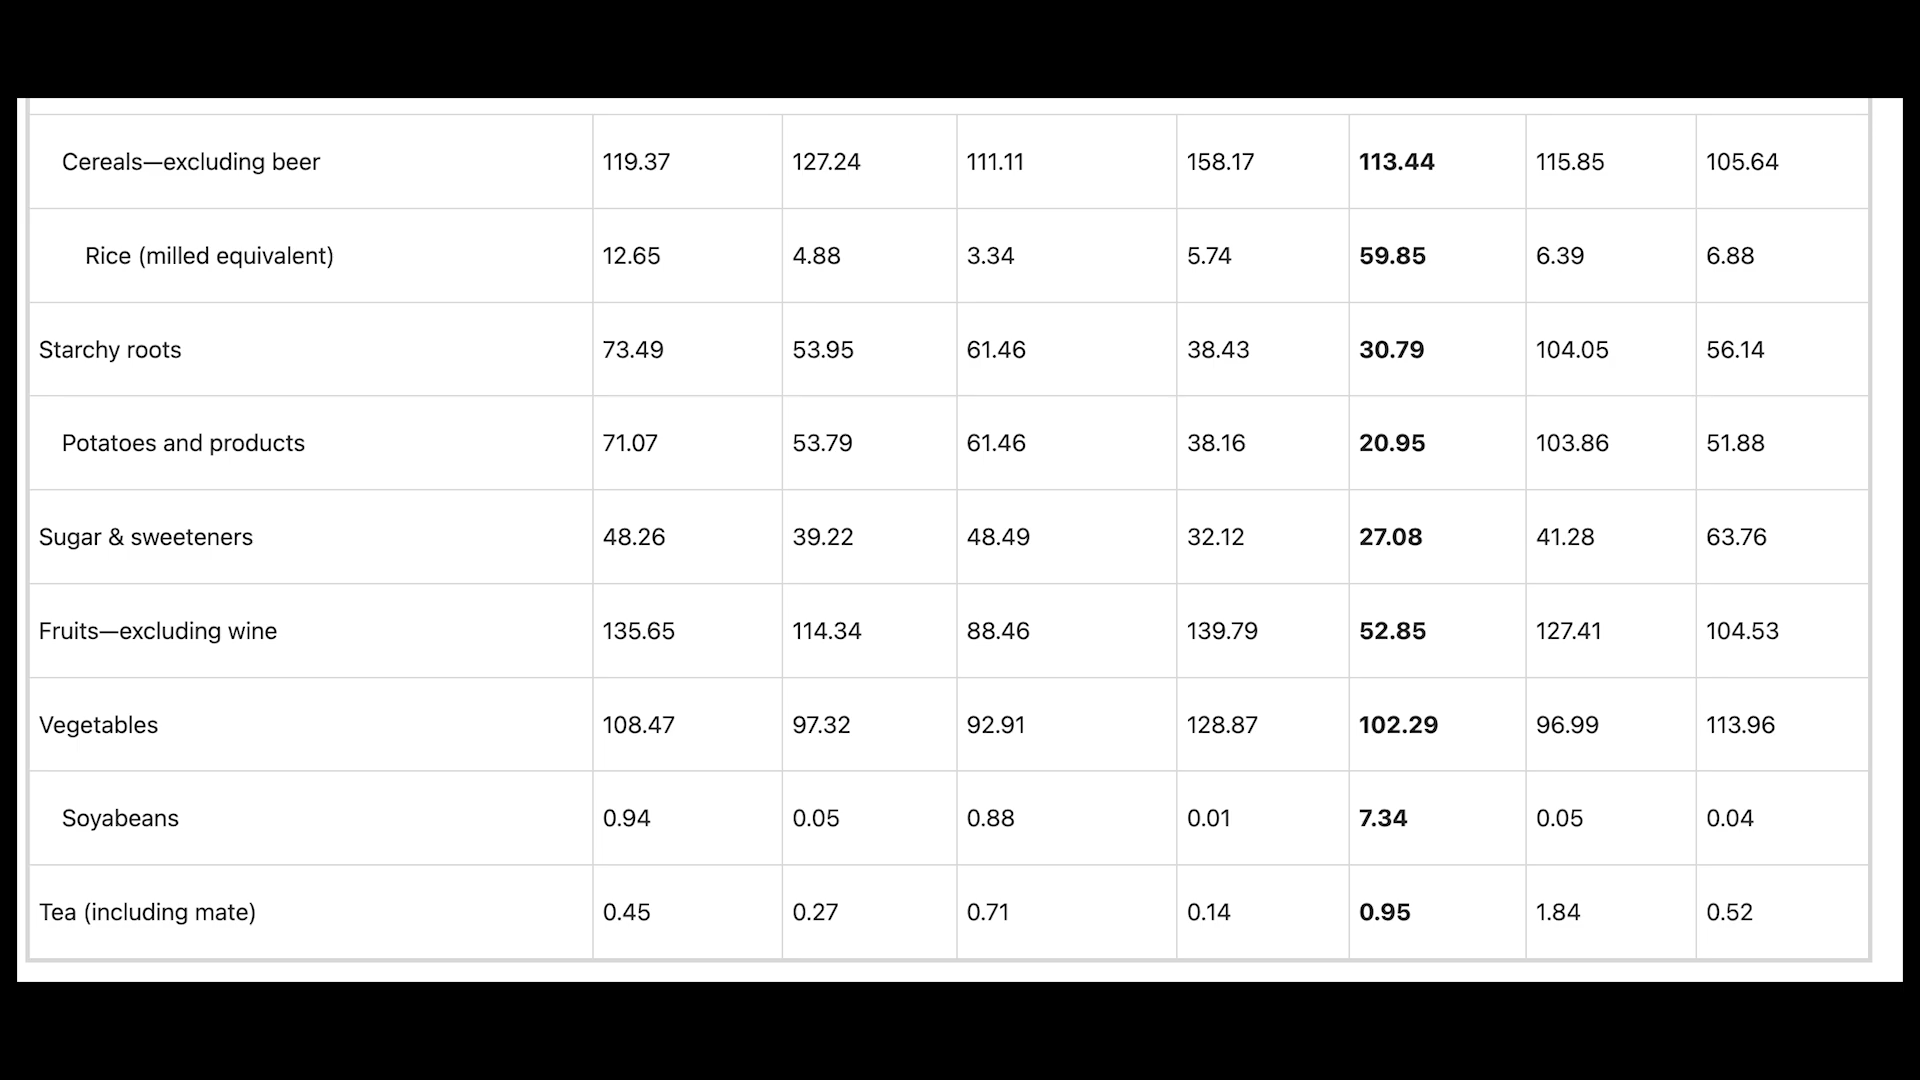 Cereals—excluding beer 119.37 127.24 111.11 158.17 113.44 115.85 105.64
Rice (milled equivalent) 12.65 4.88 3.34 5.74 59.85 6.39 6.88
Starchy roots 73.49 53.95 61.46 38.43 30.79 104.05 56.14
Potatoes and products 71.07 53.79 61.46 38.16 20.95 103.86 51.88
Sugar & sweeteners 48.26 39.22 48.49 32.12 27.08 41.28 63.76
Fruits—excluding wine 135.65 114.34 88.46 139.79 52.85 127.41 104.53
Vegetables 108.47 97.32 92.91 128.87 102.29 96.99 113.96
Soyabeans 0.94 0.05 0.88 0.01 7.34 0.05 0.04
Tea (including mate) 0.45 0.27 0.71 0.14 0.95 1.84 0.52